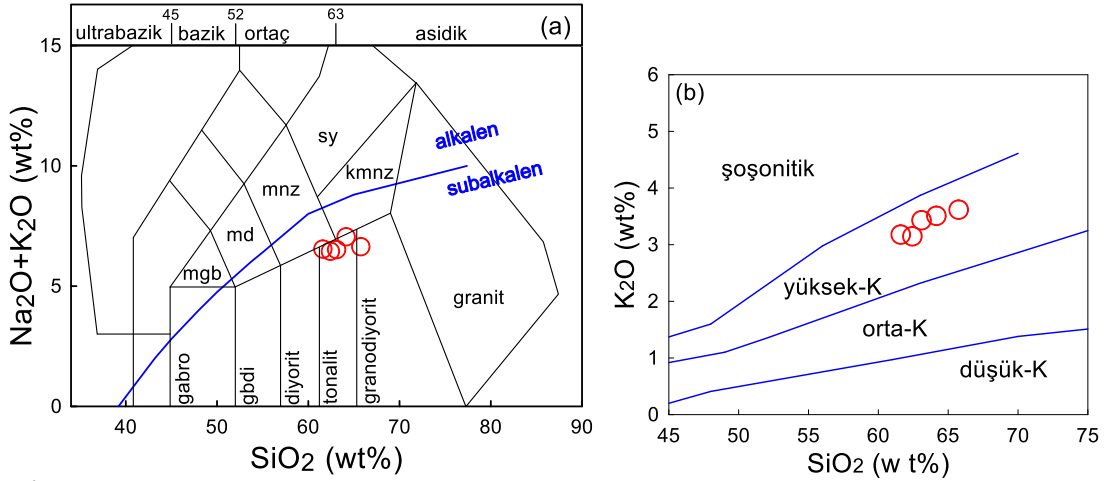 45 52 63
ultrabazik bazik ortaç asidik
(a)
15
10
5
0
Na2O+K2O (wt%)
sy
alkalen
kmnz
subalkalen
mnz
md
mgb
granit
gabro
gbdi
diyorit
tonalit
granodiyorit
40 50 60 70 80 90
SiO2 (wt%)
(b)
6
5
4
3
2
1
0
K2O (wt%)
şoşonitik
yüksek-K
orta-K
düşük-K
45 50 55 60 65 70 75
SiO2 (w t%)